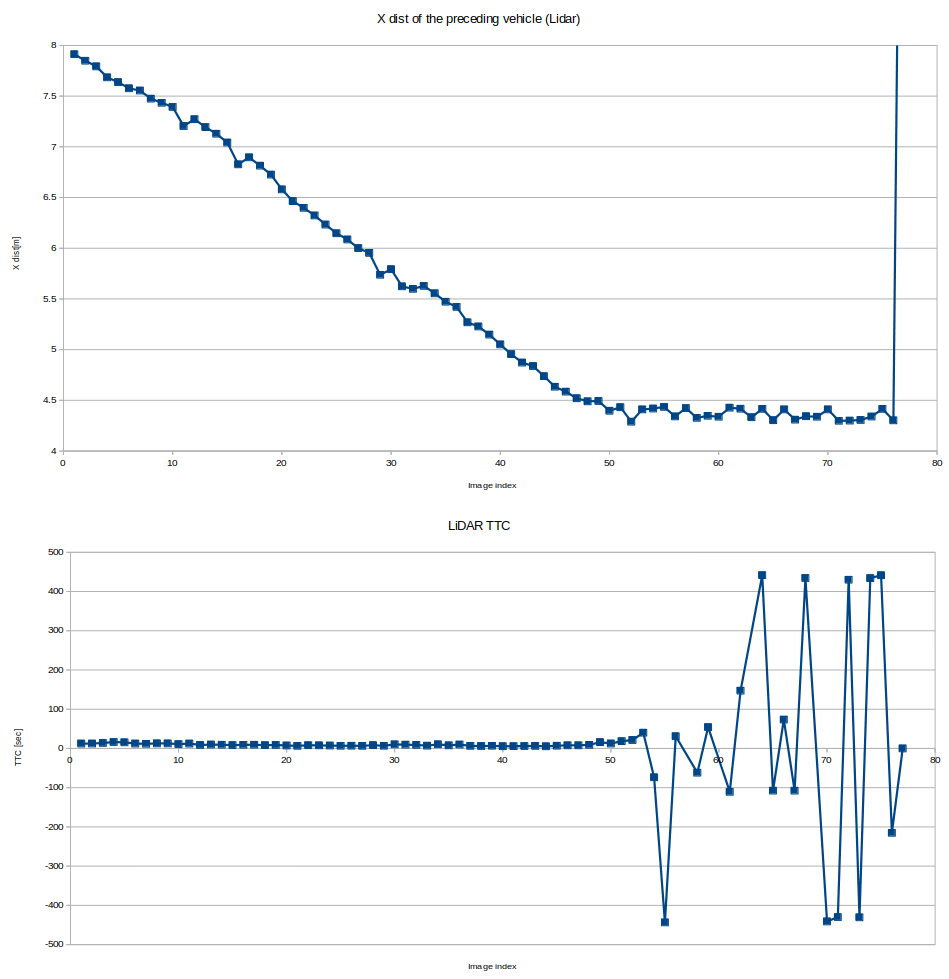 X dist of the preceding vehicle (Lidar)
8
7.5
7
6.5
6
5.5
5
4.5
4
X dist[m]
0 10 20 30 40 50 60 70 80
Image index
LiDAR TTC
500
400
300
200
100
0
-100
-200
-300
-400
-500
TTC [sec]
0 10 20 30 40 50 60 70 80
Image index